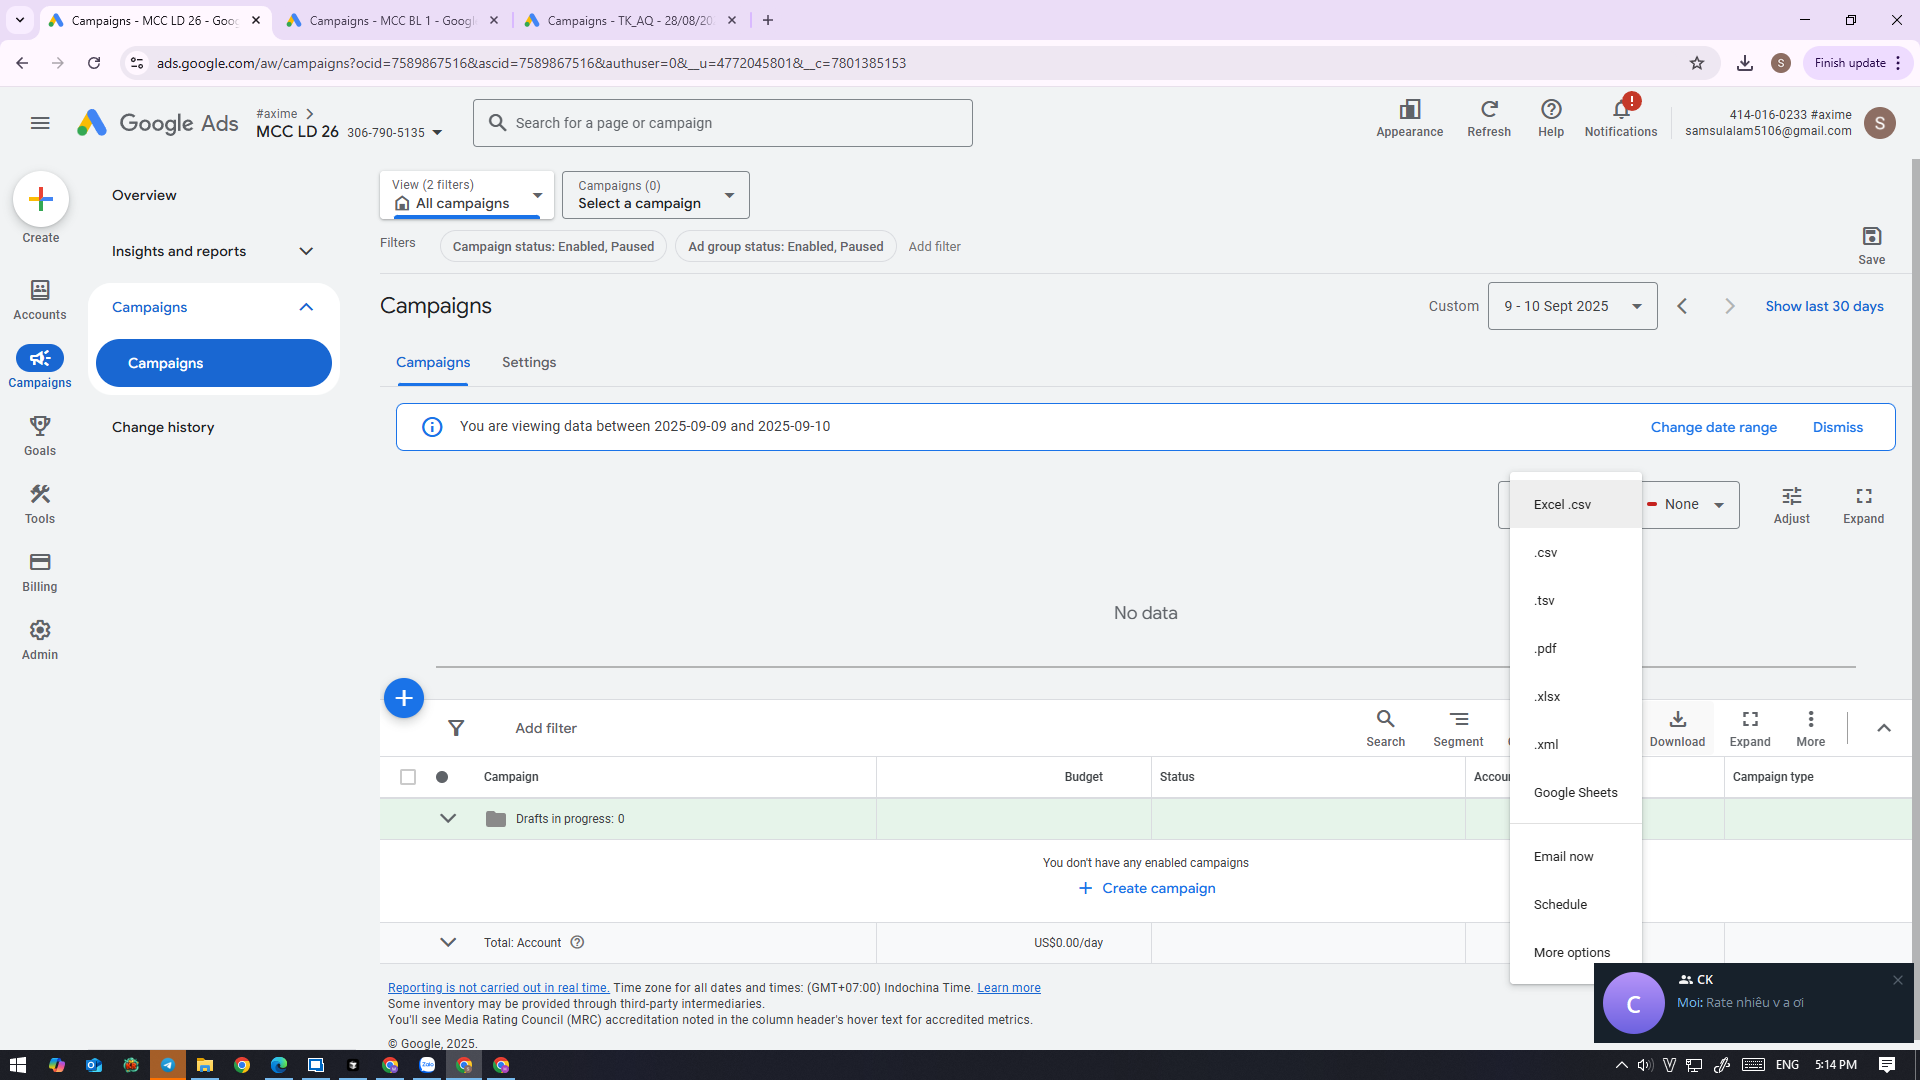 Campaigns - MCC LD 26 - Goog
Campaigns - MCC BL 1 - Google
Campaigns - TK_AQ - 28/08/202
ads.google.com/aw/campaigns?ocid=7589867516&ascid=7589867516&authuser=0&__u=4772045801&__c=7801385153
S
Finish update
Google Ads
#axime
MCC LD 26 306-790-5135
Search for a page or campaign
Appearance
Refresh
Help
Notifications
414-016-0233 #axime
samsulalam5106@gmail.com
S
Create
Accounts
Campaigns
Goals
Tools
Billing
Admin
Overview
Insights and reports
Campaigns
Campaigns
Change history
View (2 filters)
All campaigns
Campaigns (0)
Select a campaign
Filters
Campaign status: Enabled, Paused
Ad group status: Enabled, Paused
Add filter
Save
Campaigns
Custom
9 - 10 Sept 2025
Show last 30 days
Campaigns
Settings
You are viewing data between 2025-09-09 and 2025-09-10
Change date range
Dismiss
None
Adjust
Expand
Excel .csv
.csv
.tsv
.pdf
.xlsx
.xml
Google Sheets
Email now
Schedule
More options
No data
Add filter
Search
Segment
Download
Expand
More
Campaign
Budget
Status
Accou
Campaign type
Drafts in progress: 0
You don't have any enabled campaigns
Create campaign
Total: Account
US$0.00/day
Reporting is not carried out in real time. Time zone for all dates and times: (GMT+07:00) Indochina Time. Learn more
Some inventory may be provided through third-party intermediaries.
You'll see Media Rating Council (MRC) accreditation noted in the column header's hover text for accredited metrics.
© Google, 2025.
C
CK
Moi: Rate nhiêu v a ơi
ENG
5:14 PM